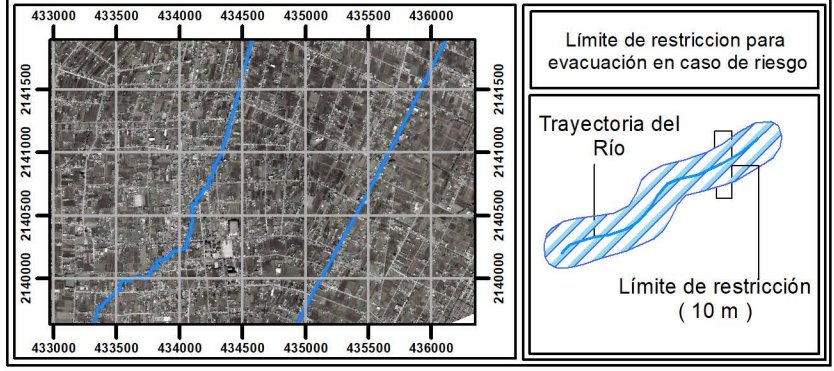 433000 433500 434000 434500 435000 435500 436000
2141500
2141000
2140500
2140000
2141500
2141000
2140500
2140000
433000 433500 434000 434500 435000 435500 436000
Límite de restriccion para
evacuación en caso de riesgo
Trayectoria del
Río
Límite de restricción
( 10 m )